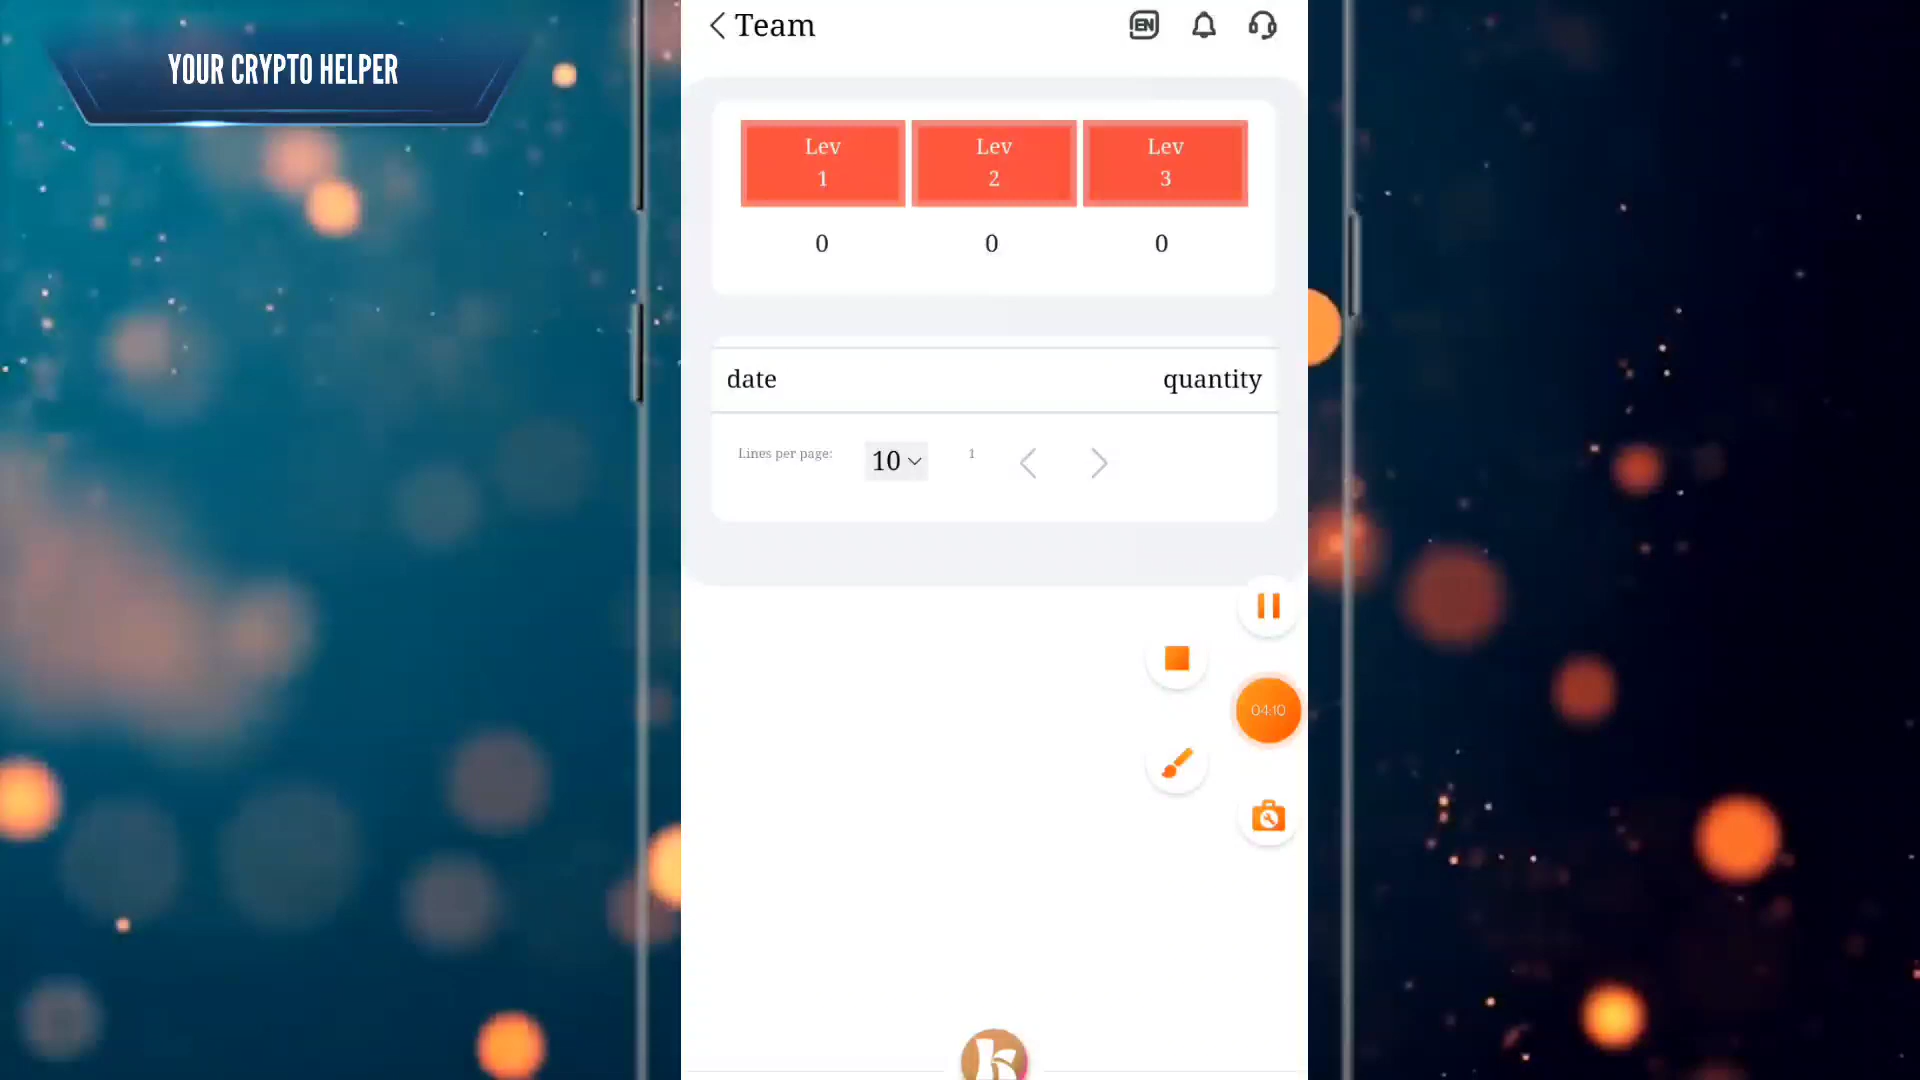 YOUR CRYPTO HELPER
Team
EN
Lev
1
Lev
2
Lev
3
0 0 0
date quantity
Lines per page: 10 1
04:10